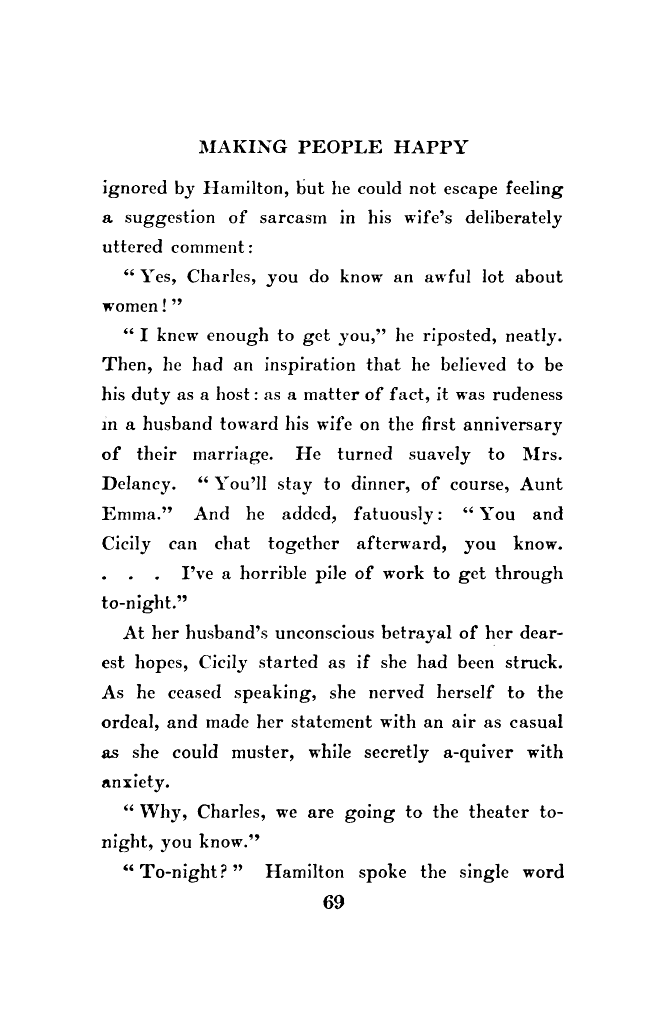 MAKING PEOPLE HAPPY
ignored by Hamilton, but he could not escape feeling
a suggestion of sarcasm in his wife's deliberately
uttered comment:
“Yes, Charles, you do know an awful lot about
women!”
“I knew enough to get you,” he riposted, neatly.
Then, he had an inspiration that he believed to be
his duty as a host: as a matter of fact, it was rudeness
in a husband toward his wife on the first anniversary
of their marriage. He turned suavely to Mrs.
Delancy. “You'll stay to dinner, of course, Aunt
Emma.” And he added, fatuously: “You and
Cicily can chat together afterward, you know.
. . . I've a horrible pile of work to get through
to-night.”
At her husband's unconscious betrayal of her dear-
est hopes, Cicily started as if she had been struck.
As he ceased speaking, she nerved herself to the
ordeal, and made her statement with an air as casual
as she could muster, while secretly a-quiver with
anxiety.
“Why, Charles, we are going to the theater to-
night, you know.”
“To-night?” Hamilton spoke the single word
69